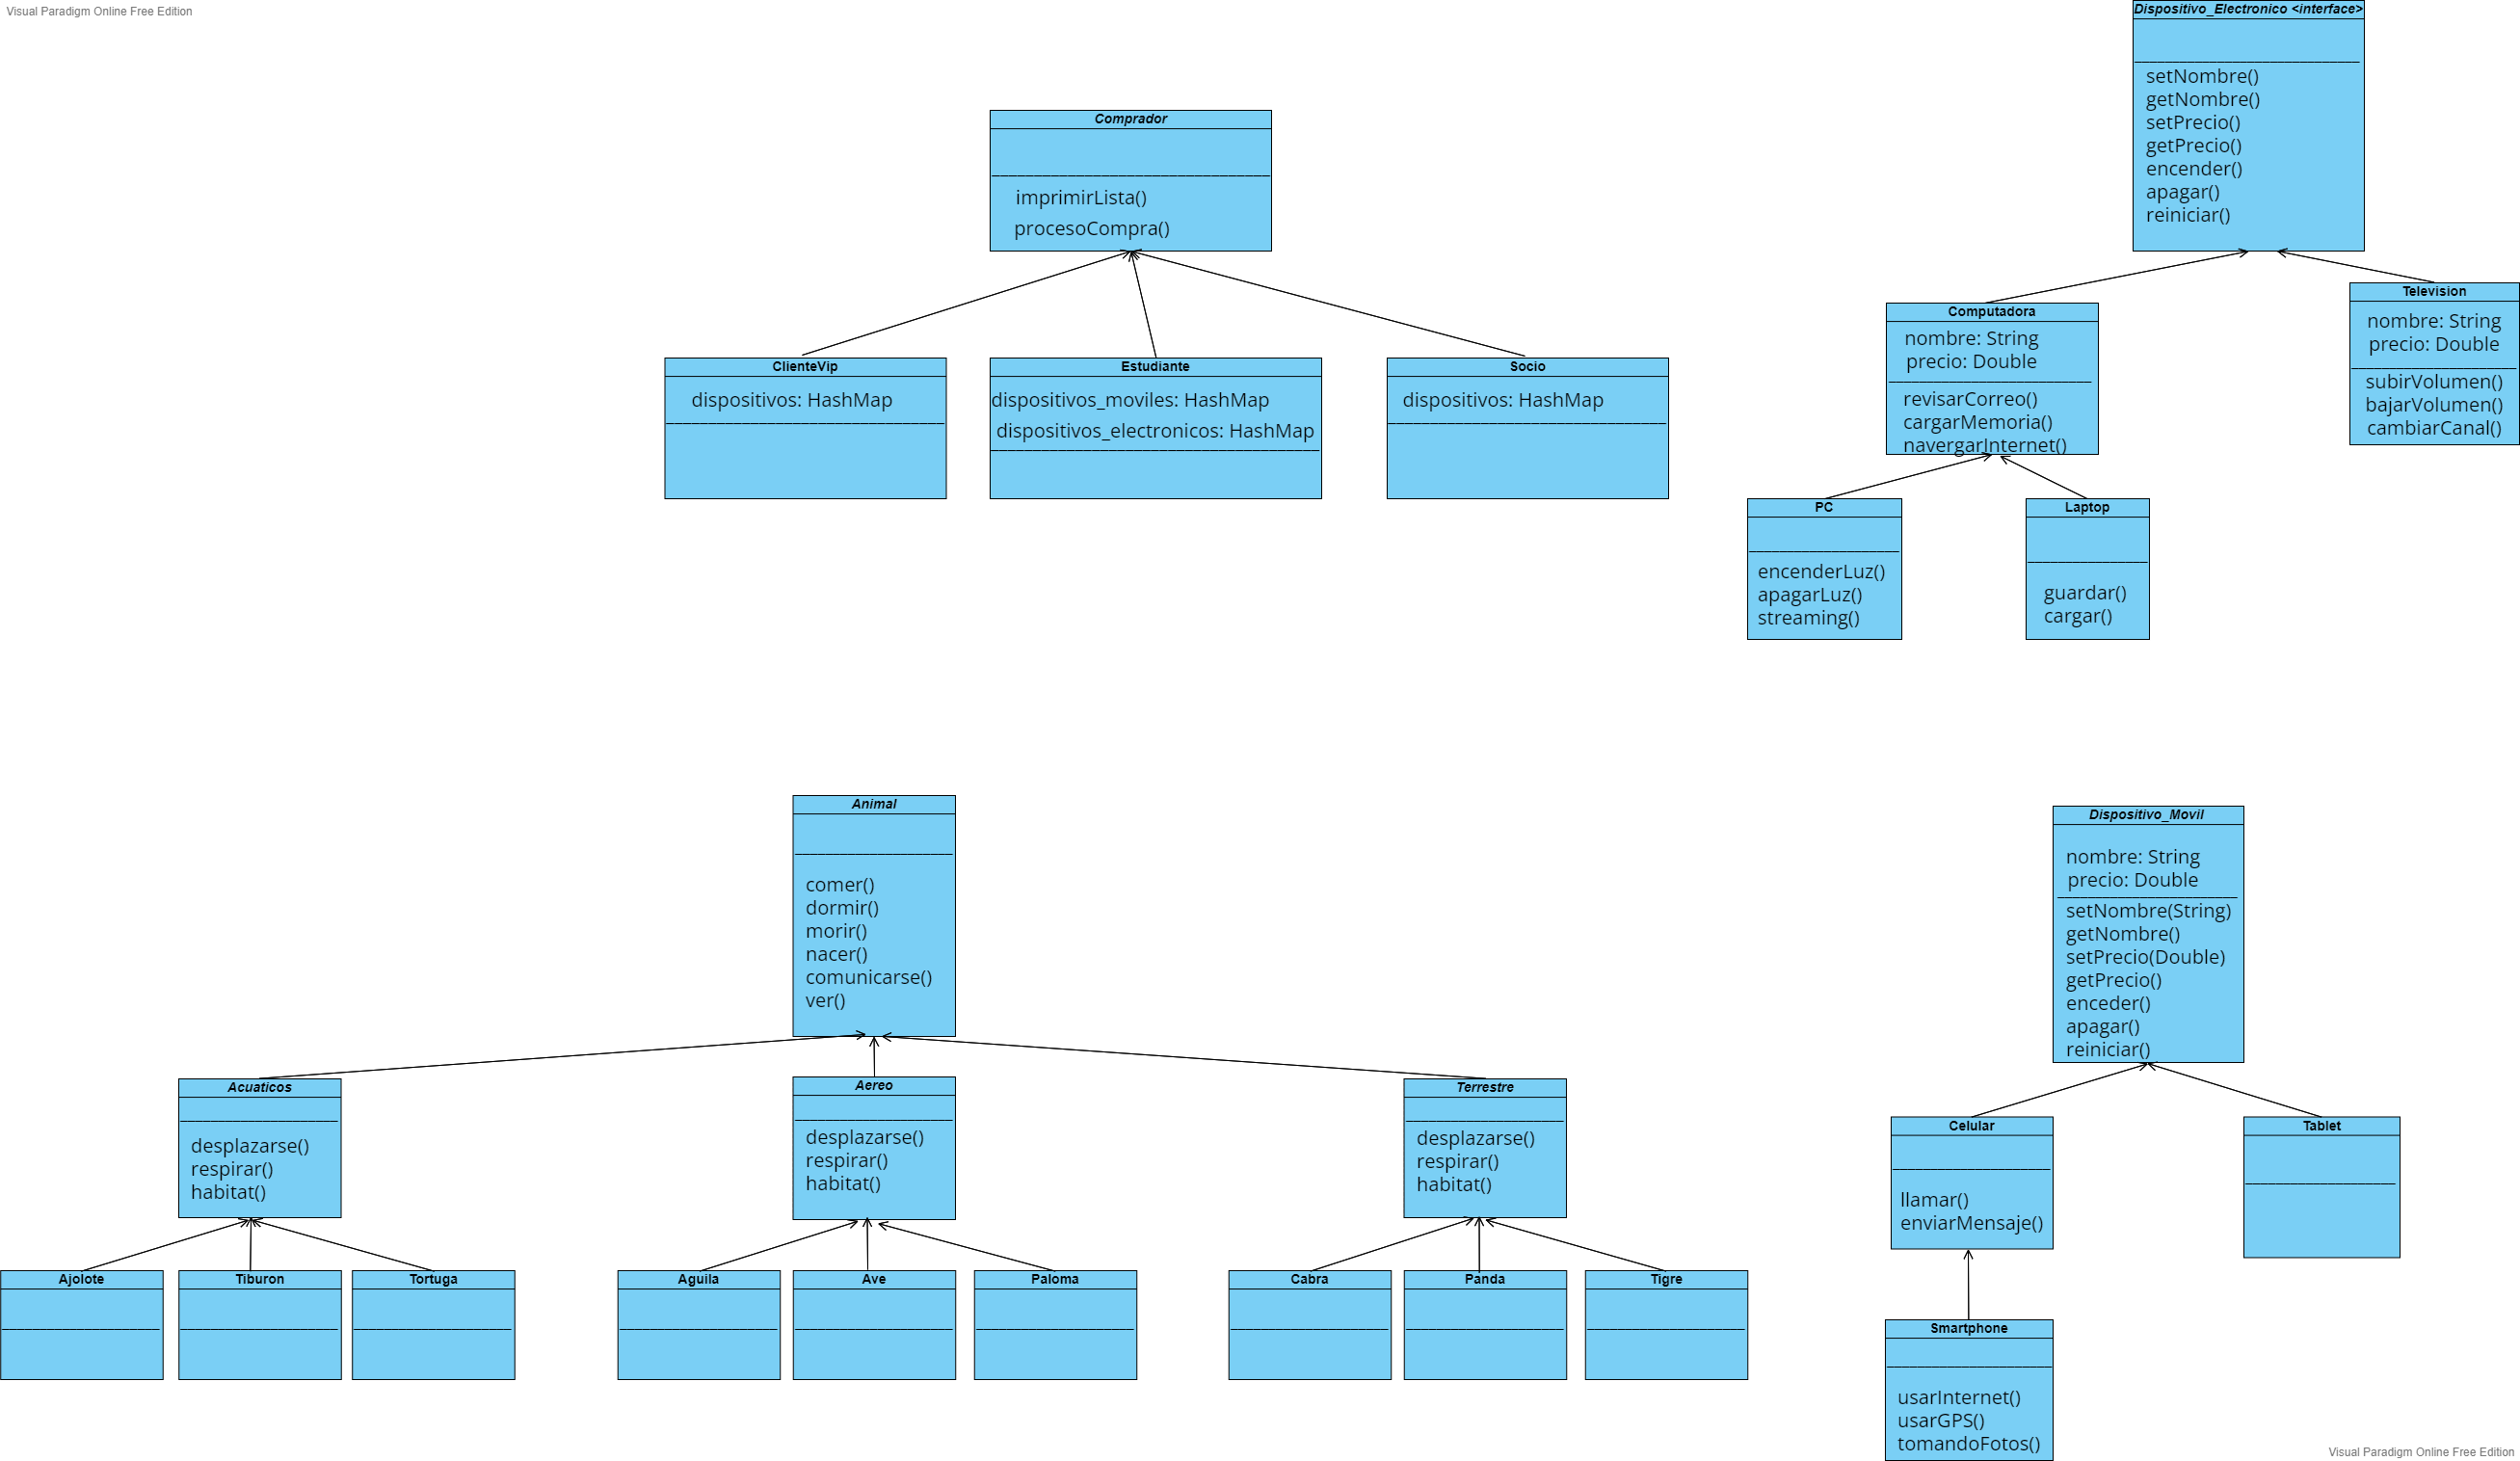 Visual Paradigm Online Free Edition
Dispositivo_Electronico <interface>
setNombre()
getNombre()
setPrecio()
getPrecio()
encender()
apagar()
reiniciar()
Comprador
imprimirLista()
procesoCompra()
ClienteVip
dispositivos: HashMap
Estudiante
dispositivos_moviles: HashMap
dispositivos_electronicos: HashMap
Socio
dispositivos: HashMap
Computadora
nombre: String
precio: Double
revisarCorreo()
cargarMemoria()
navergarInternet()
Television
nombre: String
precio: Double
subirVolumen()
bajarVolumen()
cambiarCanal()
PC
encenderLuz()
apagarLuz()
streaming()
Laptop
guardar()
cargar()
Animal
comer()
dormir()
morir()
nacer()
comunicarse()
ver()
Acuaticos
desplazarse()
respirar()
habitat()
Aereo
desplazarse()
respirar()
habitat()
Terrestre
desplazarse()
respirar()
habitat()
Ajolote
Tiburon
Tortuga
Aguila
Ave
Paloma
Cabra
Panda
Tigre
Dispositivo_Movil
nombre: String
precio: Double
setNombre(String)
getNombre()
setPrecio(Double)
getPrecio()
enceder()
apagar()
reiniciar()
Celular
llamar()
enviarMensaje()
Tablet
Smartphone
usarInternet()
usarGPS()
tomandoFotos()
Visual Paradigm Online Free Edition